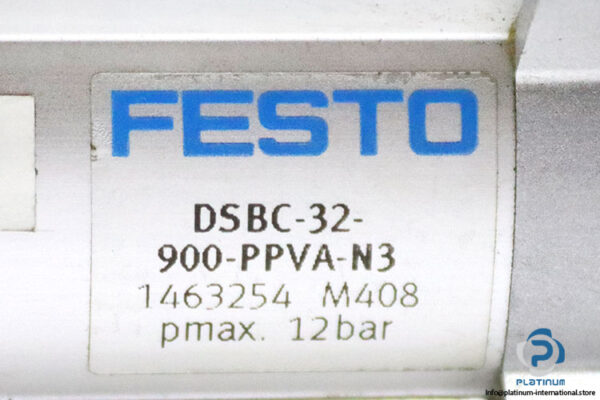 FESTO
DSBC-32-
900-PPVA-N3
1463254 M408
pmax. 12bar
PLATINUM
Info@platinum-international.store